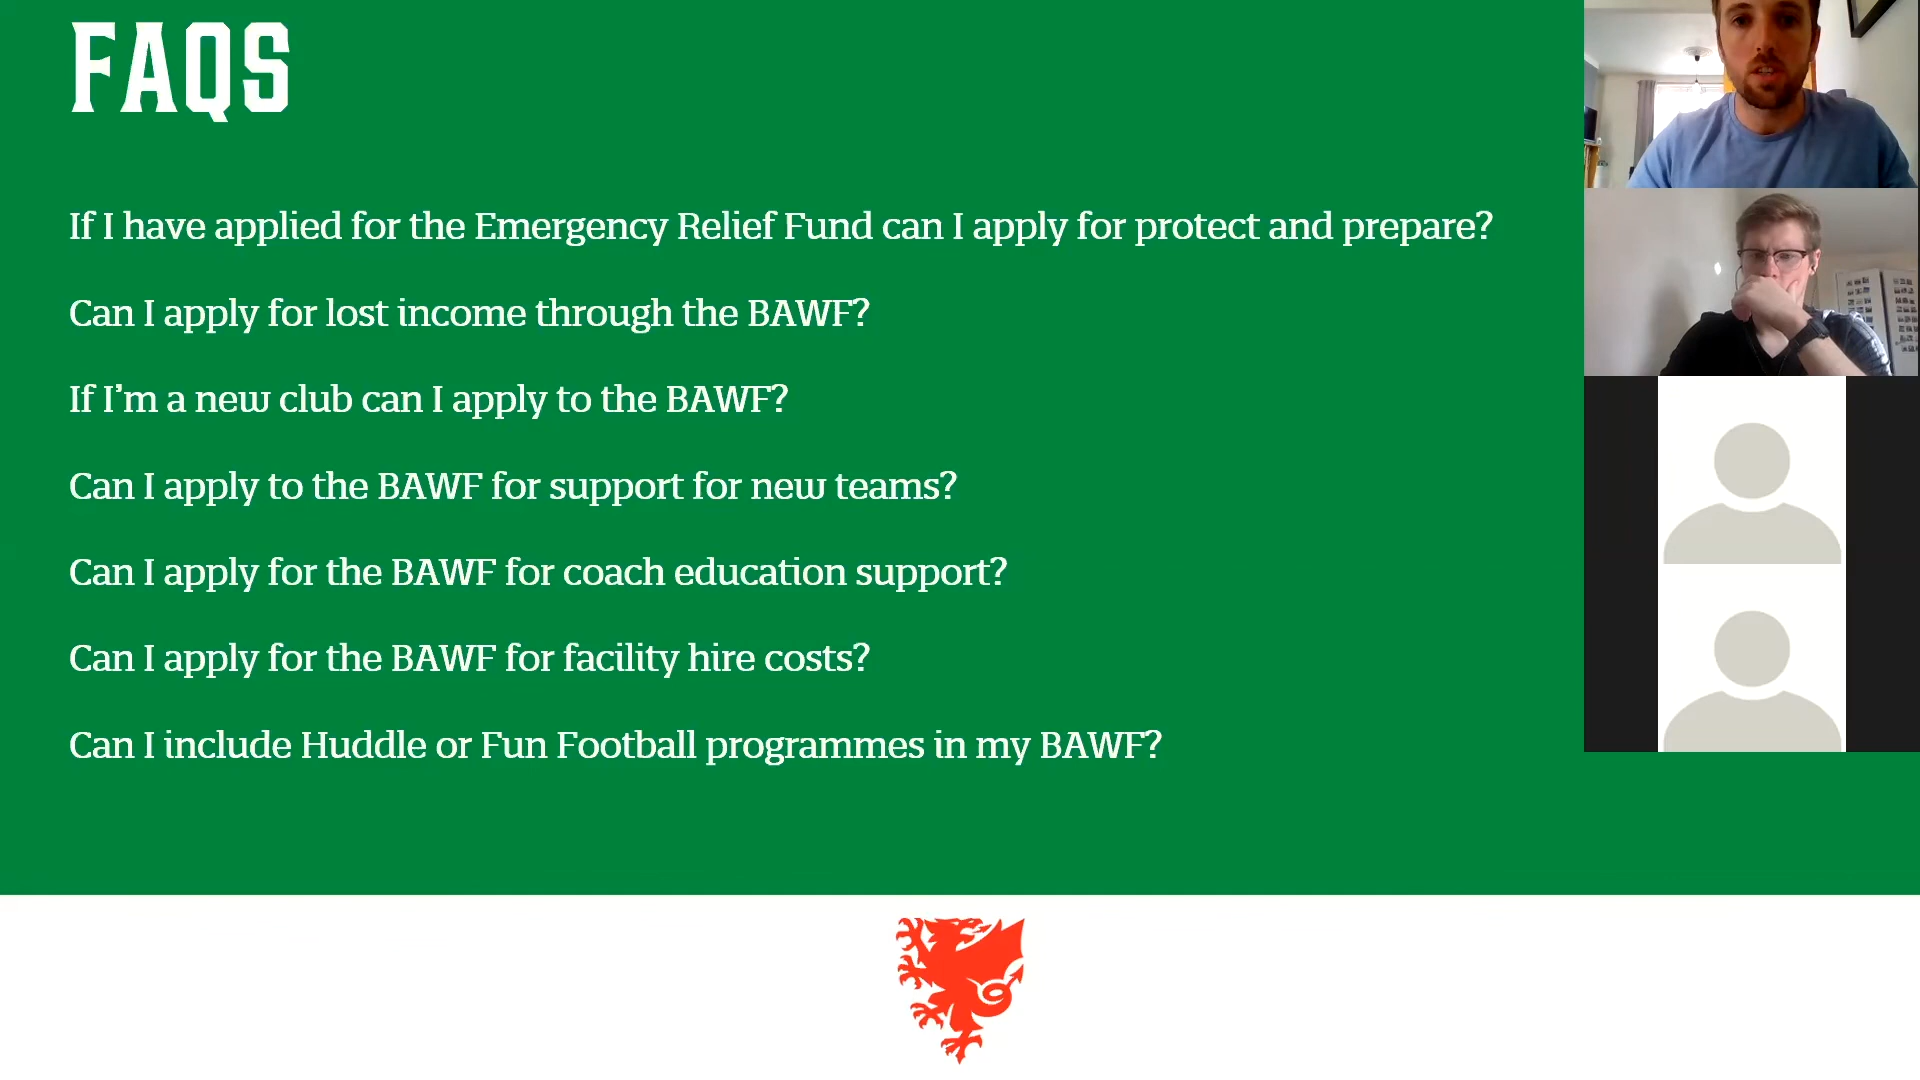 FAQS
If I have applied for the Emergency Relief Fund can I apply for protect and prepare?
Can I apply for lost income through the BAWF?
If I’m a new club can I apply to the BAWF?
Can I apply to the BAWF for support for new teams?
Can I apply for the BAWF for coach education support?
Can I apply for the BAWF for facility hire costs?
Can I include Huddle or Fun Football programmes in my BAWF?